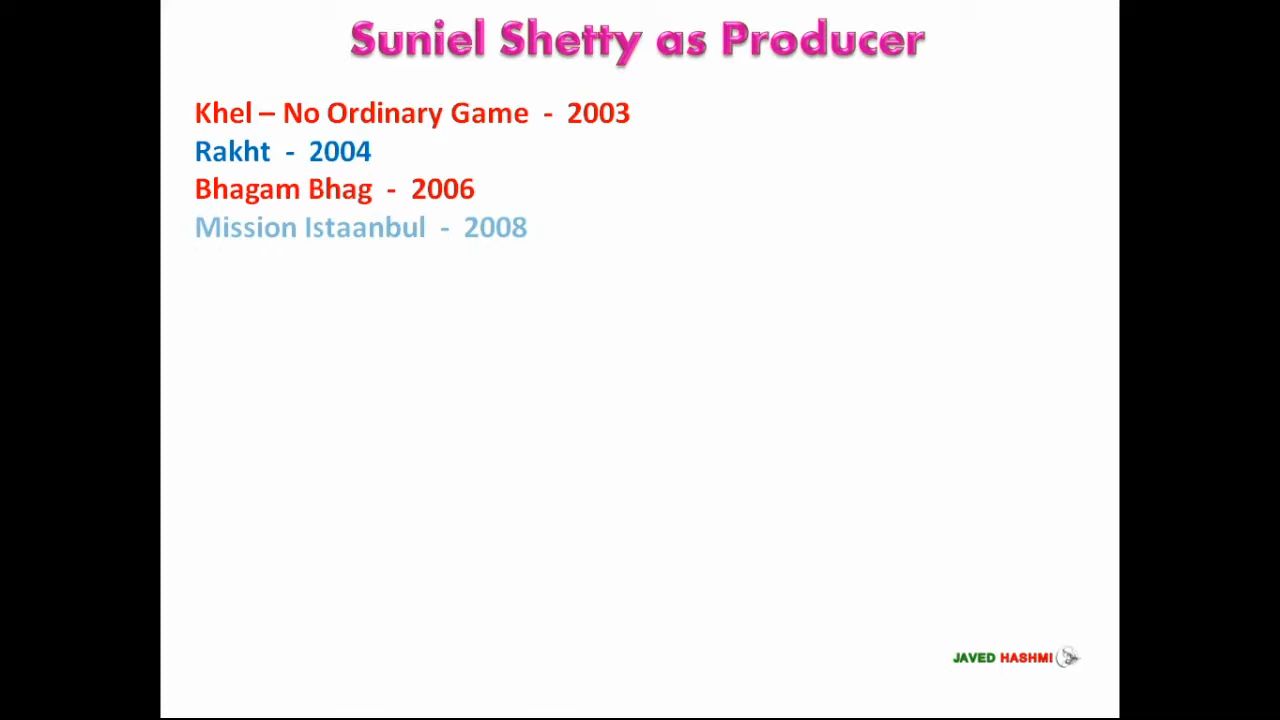 Suniel Shetty as Producer
Khel – No Ordinary Game - 2003
Rakht - 2004
Bhagam Bhag - 2006
Mission Istaanbul - 2008
JAVED HASHMI